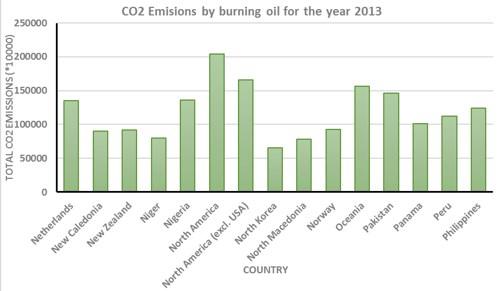 CO2 Emisions by burning oil for the year 2013
TOTAL CO2 EMISSIONS (*10000)
250000
200000
150000
100000
50000
0
Netherlands
New Caledonia
New Zealand
Niger
Nigeria
North America
North America (excl. USA)
North Korea
North Macedonia
Norway
Oceania
Pakistan
Panama
Peru
Philippines
COUNTRY